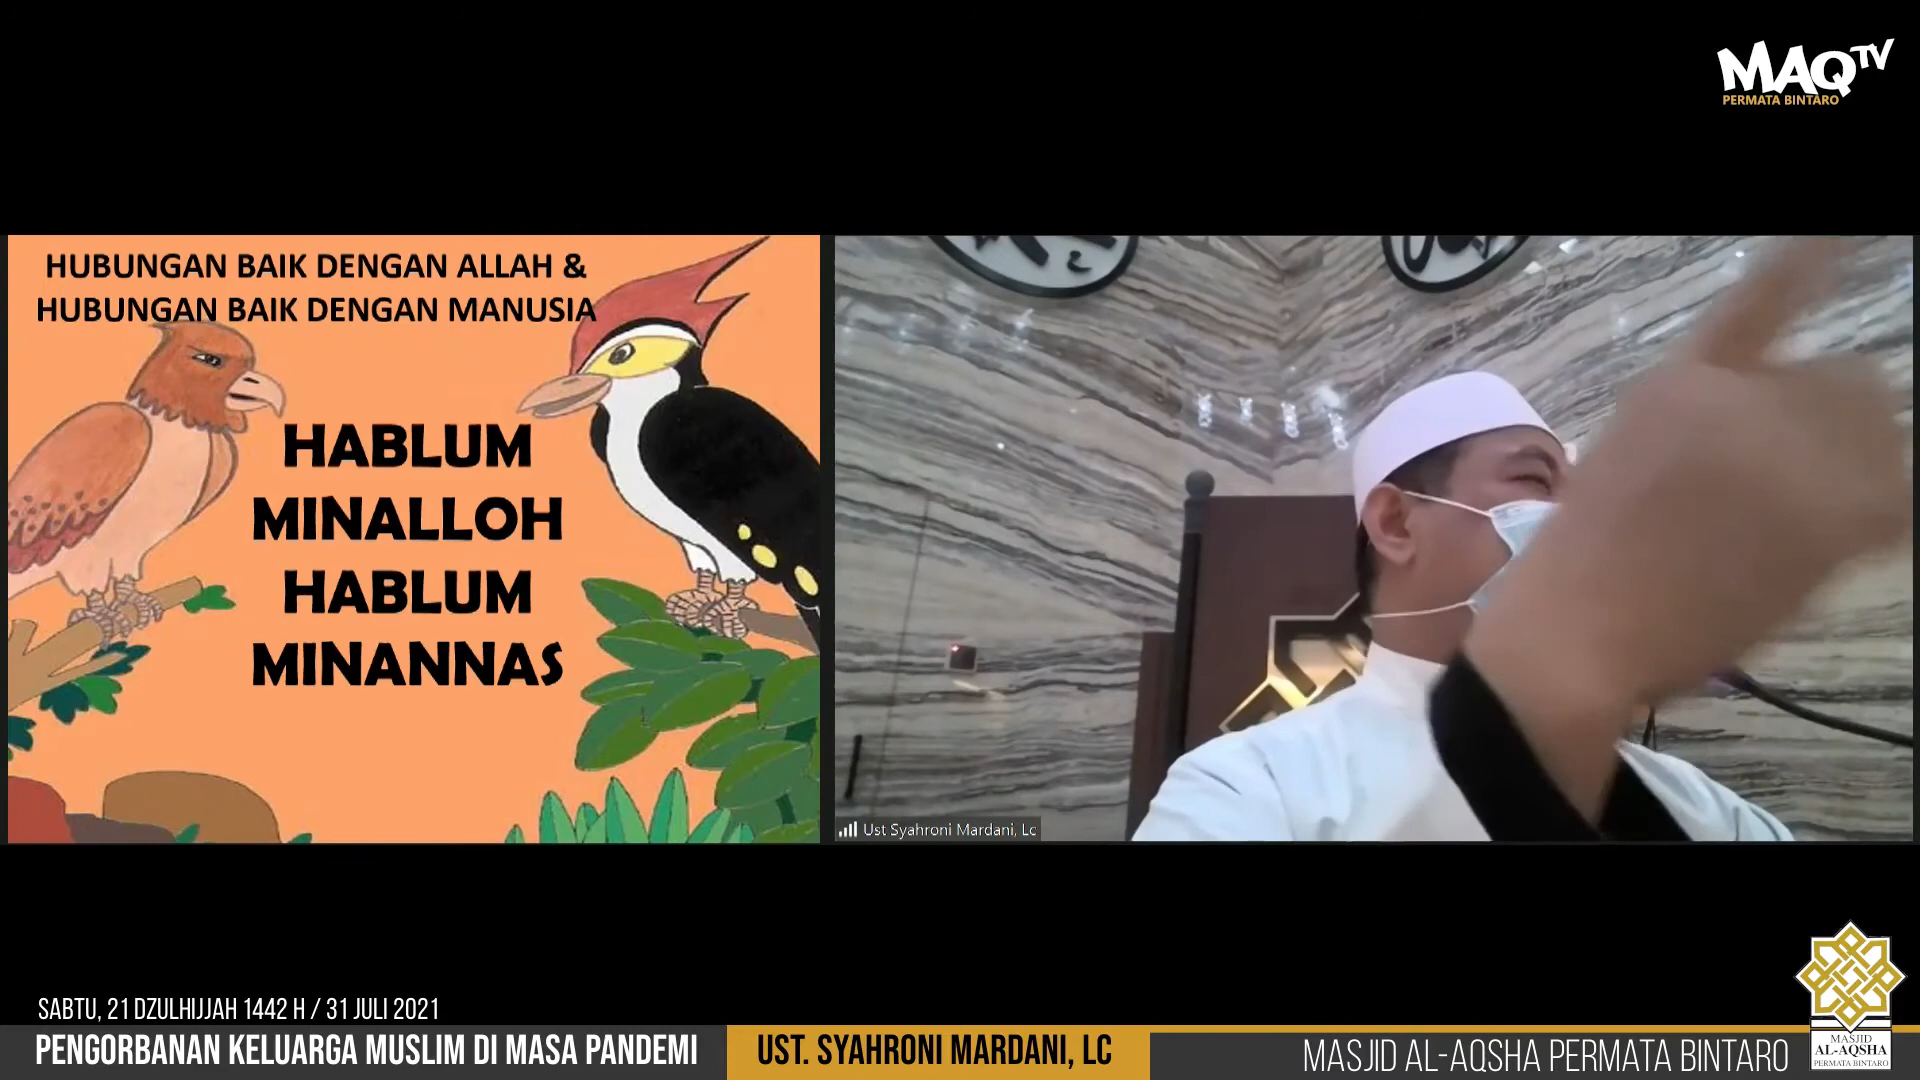 MAQTV
PERMATA BINTARO
HUBUNGAN BAIK DENGAN ALLAH &
HUBUNGAN BAIK DENGAN MANUSIA
HABLUM
MINALLOH
HABLUM
MINANNAS
Ust Syahroni Mardani, Lc
SABTU, 21 DZULHIJJAH 1442 H / 31 JULI 2021
PENGORBANAN KELUARGA MUSLIM DI MASA PANDEMI
UST. SYAHRONI MARDANI, LC
MASJID AL-AQSHA PERMATA BINTARO
MASJID
AL-AQSHA
PERMATA BINTARO